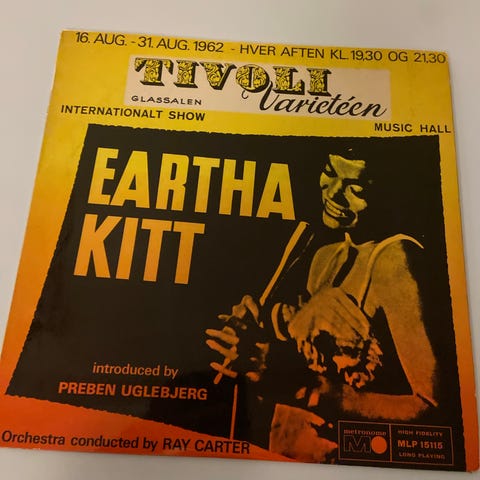 16. AUG. - 31. AUG. 1962 - HVER AFTEN KL. 19.30 OG 21,30
TIVOLI
GLASSALEN Varietéen
INTERNATIONALT SHOW
MUSIC HALL
EARTHA
KITT
introduced by
PREBEN UGLEBJERG
Orchestra conducted by RAY CARTER
metronome
HIGH FIDELITY
MLP 15115
LONG PLAYING